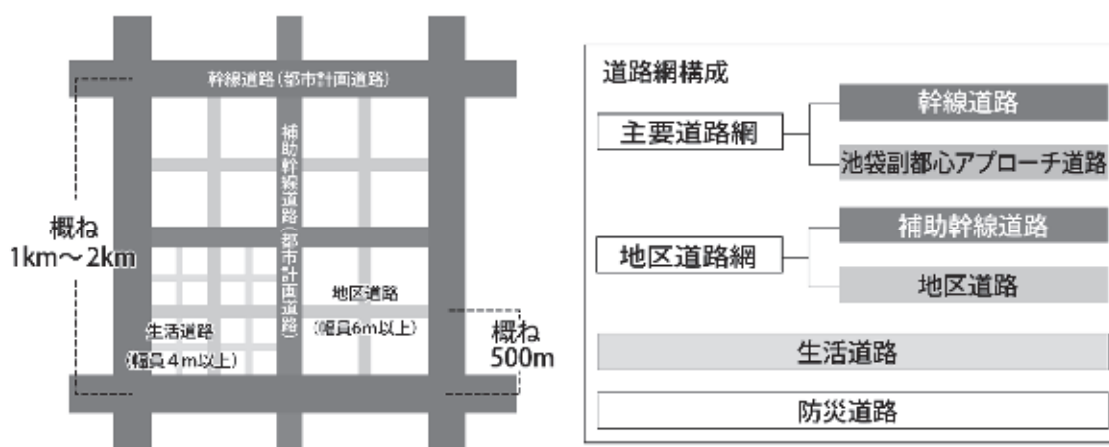 幹線道路(都市計画道路)
補助幹線道路(都市計画道路)
概ね
1km～2km
地区道路
(幅員6m以上)
生活道路
(幅員4m以上)
概ね
500m
道路網構成
主要道路網
幹線道路
池袋副都心アプローチ道路
地区道路網
補助幹線道路
地区道路
生活道路
防災道路